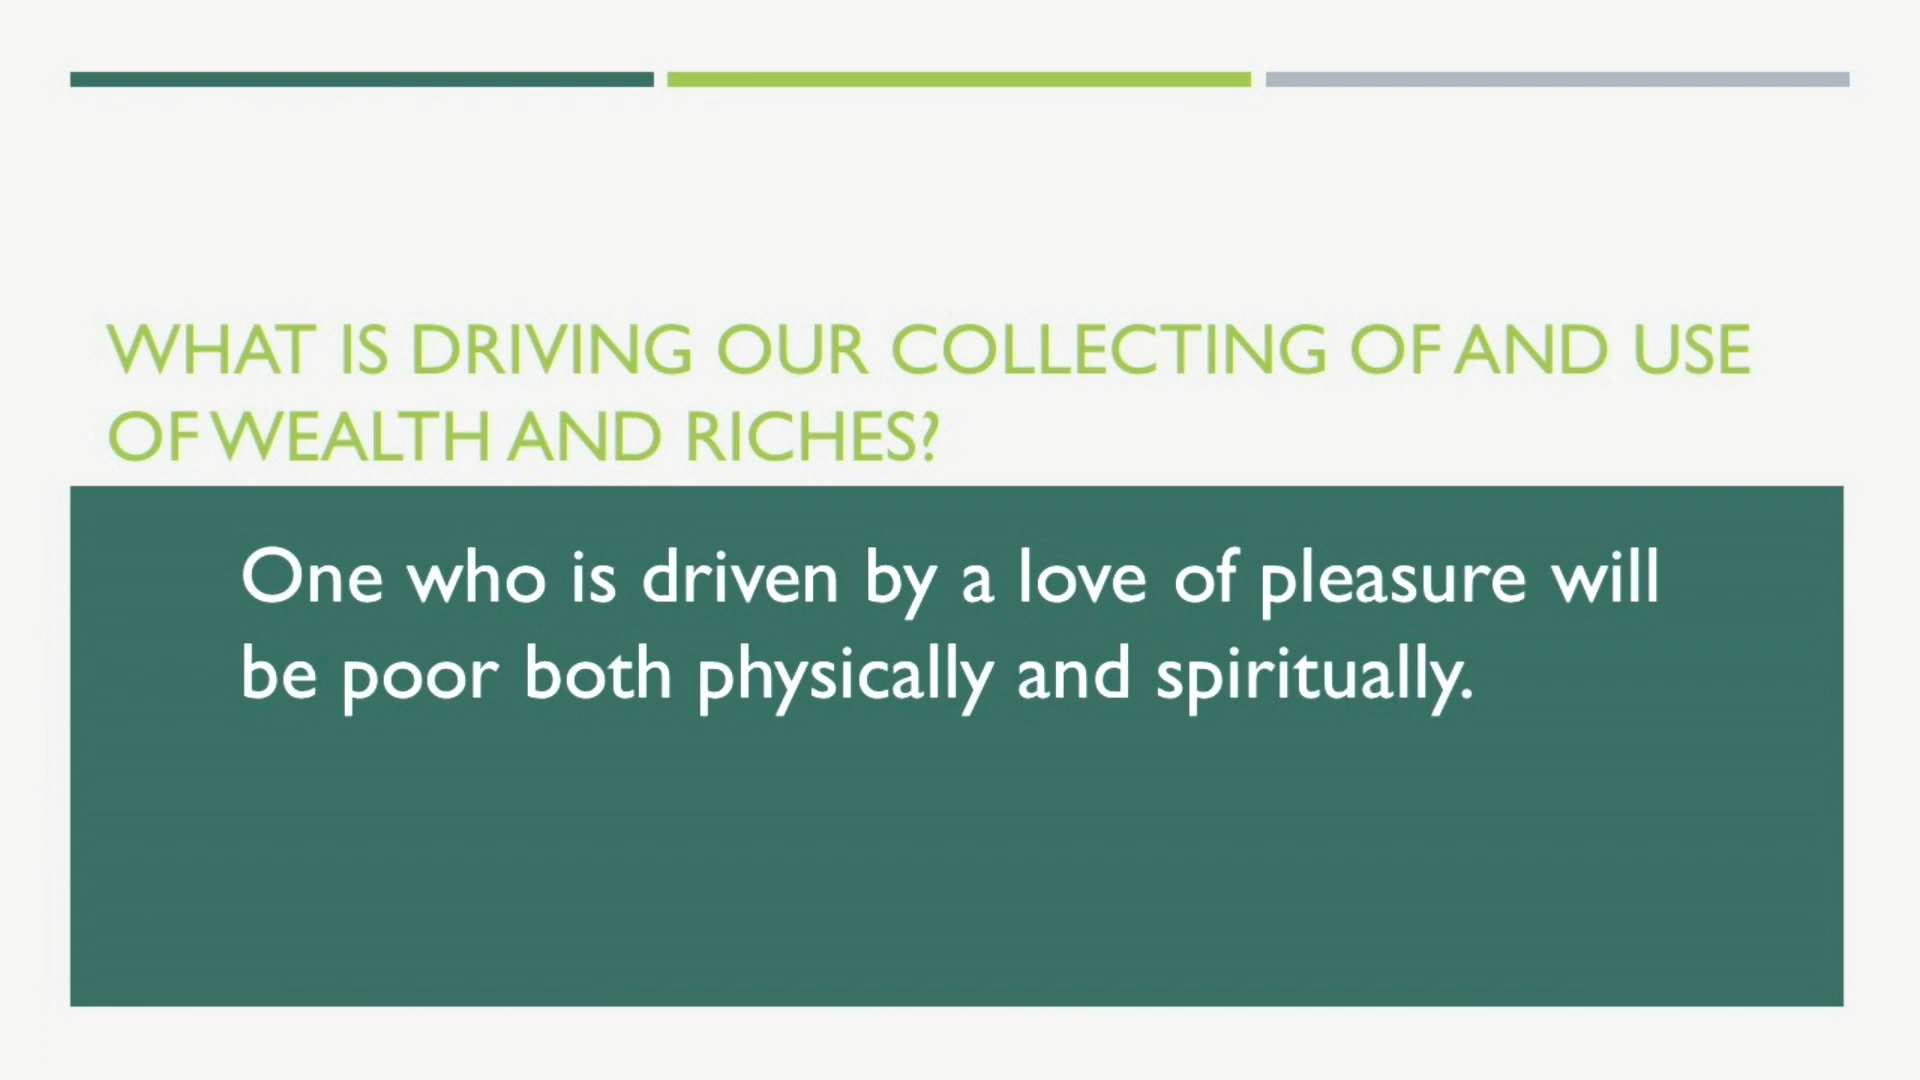 WHAT IS DRIVING OUR COLLECTING OF AND USE
OF WEALTH AND RICHES?
One who is driven by a love of pleasure will
be poor both physically and spiritually.